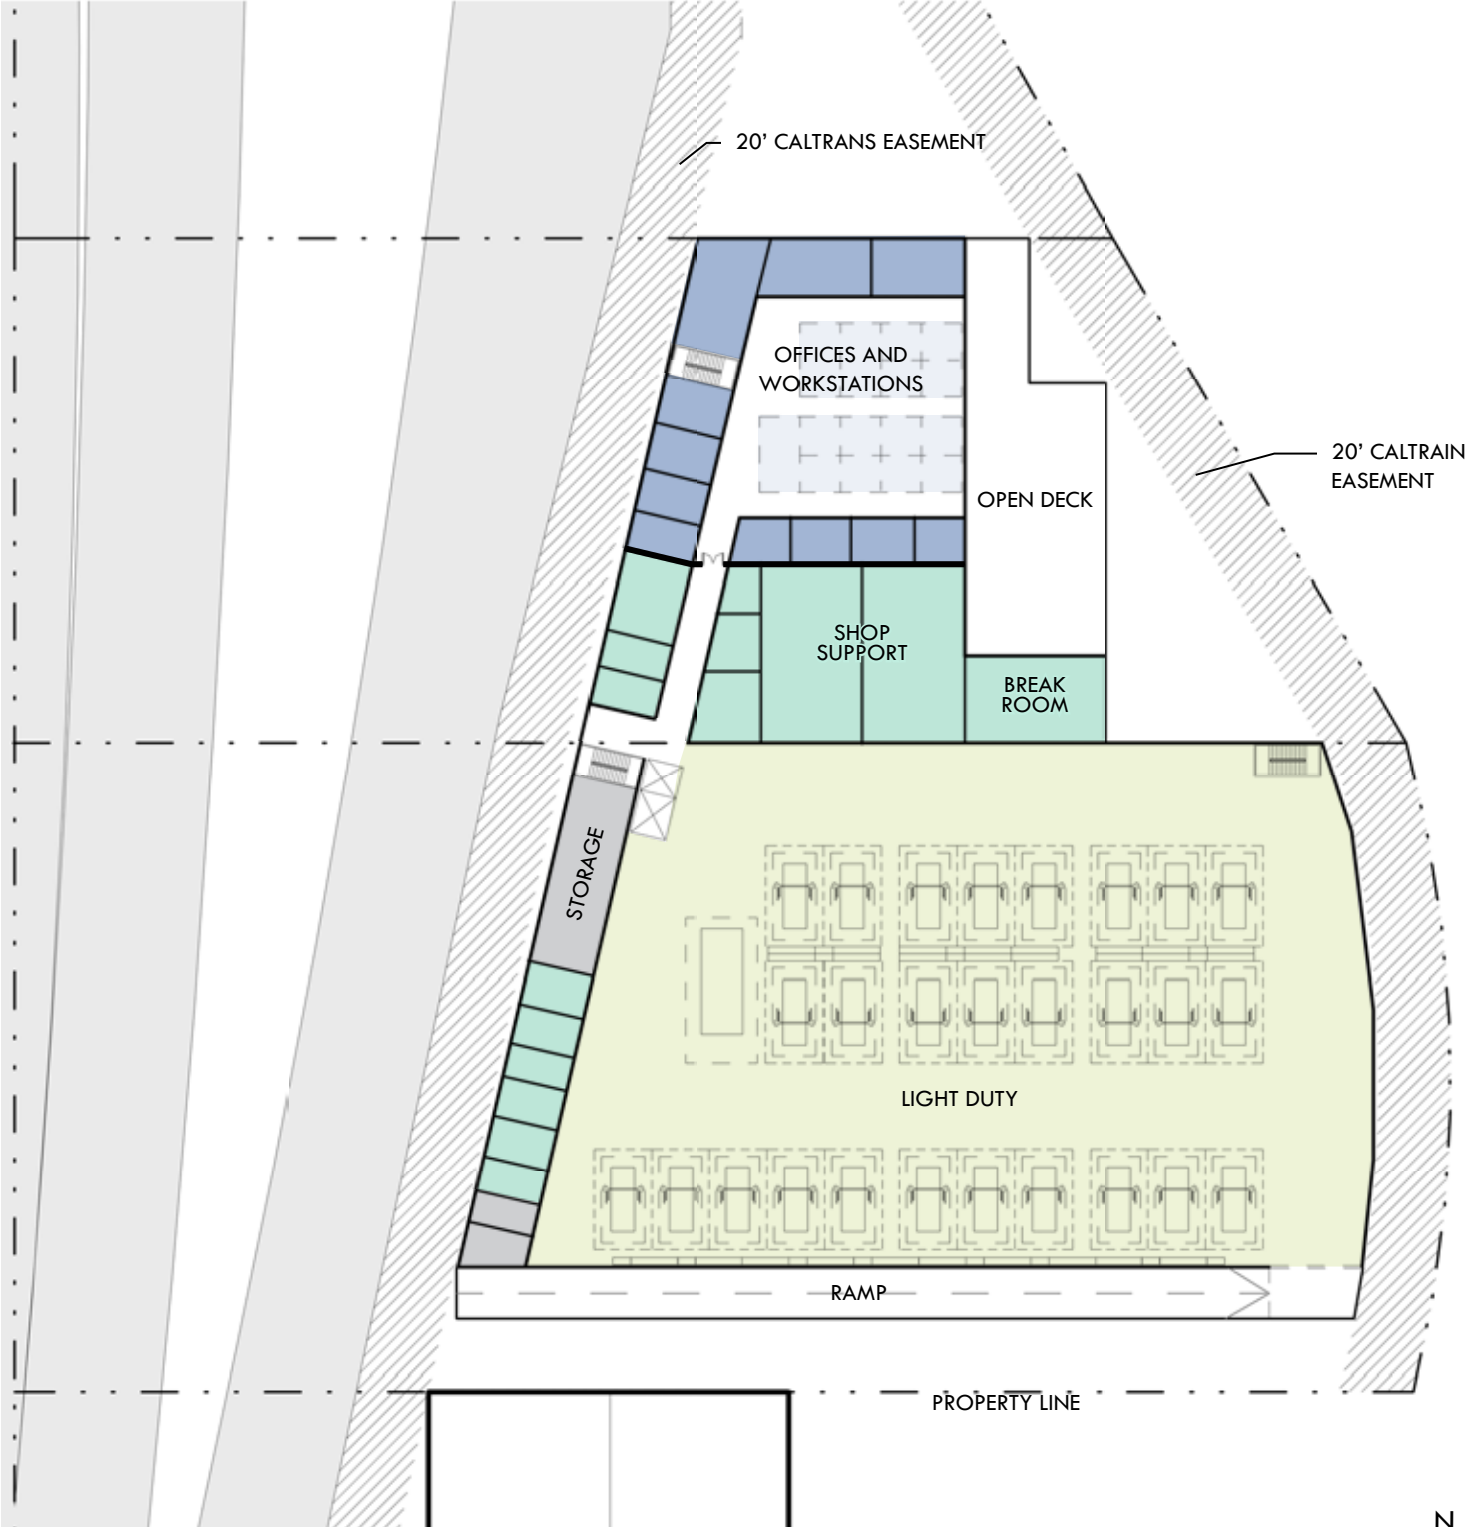 20’ CALTRANS EASEMENT
OFFICES AND
WORKSTATIONS
20’ CALTRAIN
EASEMENT
OPEN DECK
SHOP
SUPPORT
BREAK
ROOM
STORAGE
LIGHT DUTY
RAMP
PROPERTY LINE
N